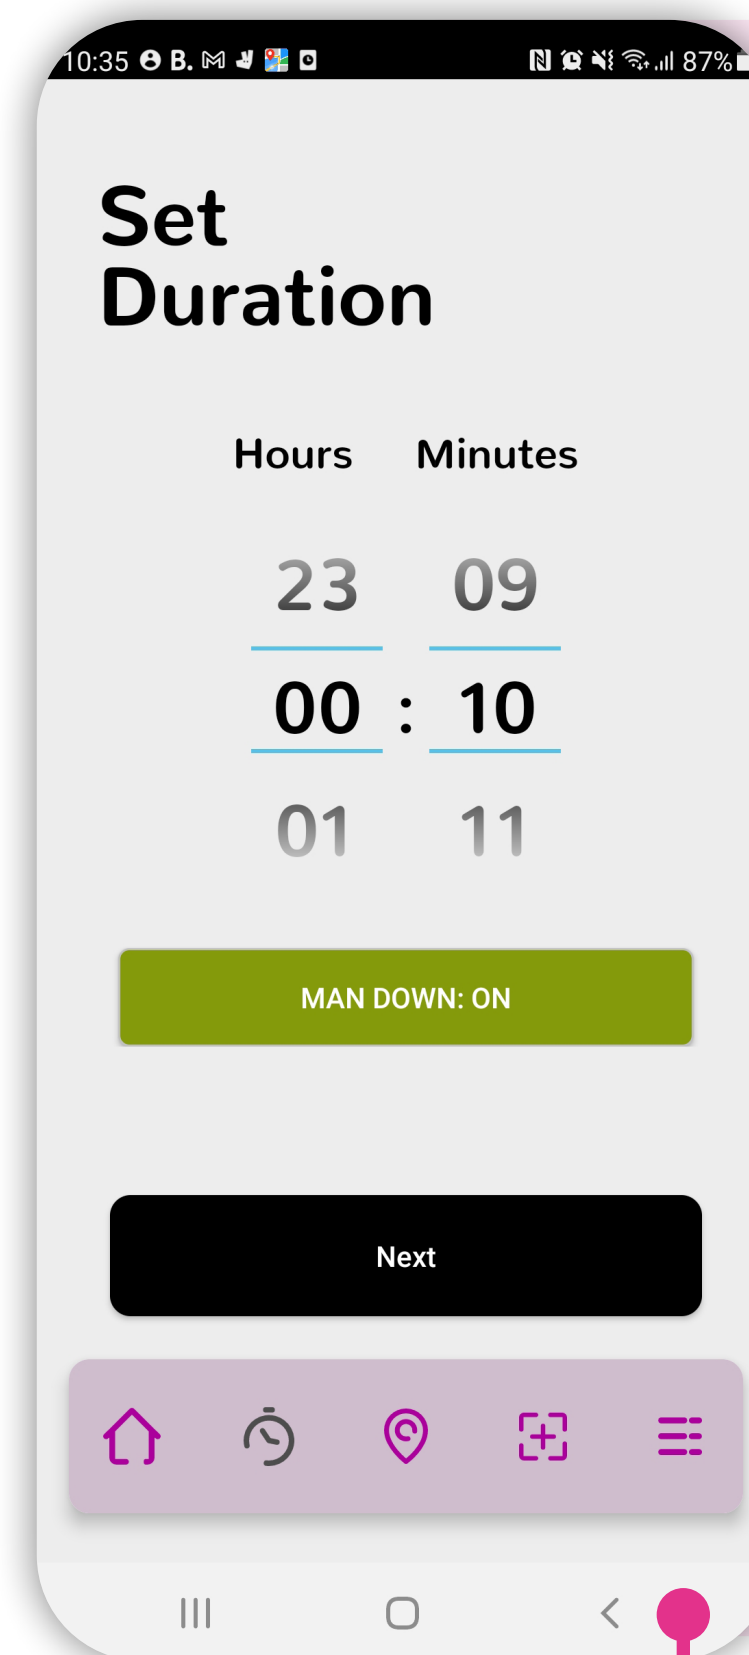 10:35 B. 87%
Set
Duration
Hours Minutes
23 09
00 : 10
01 11
MAN DOWN: ON
Next